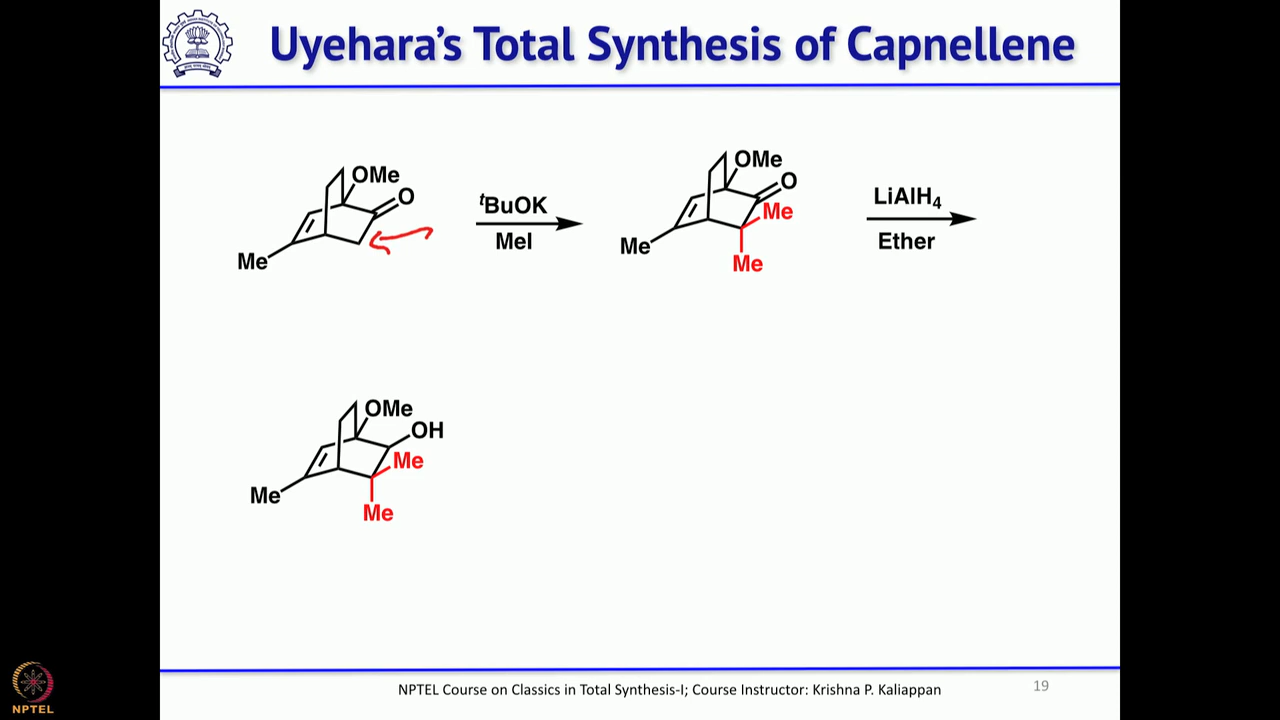 Uyehara's Total Synthesis of Capnellene
OMe
O
Me
ᵗBuOK
MeI
OMe
O
Me
Me
Me
LiAlH₄
Ether
OMe
OH
Me
Me
Me
NPTEL Course on Classics in Total Synthesis-I; Course Instructor: Krishna P. Kaliappan
19
NPTEL